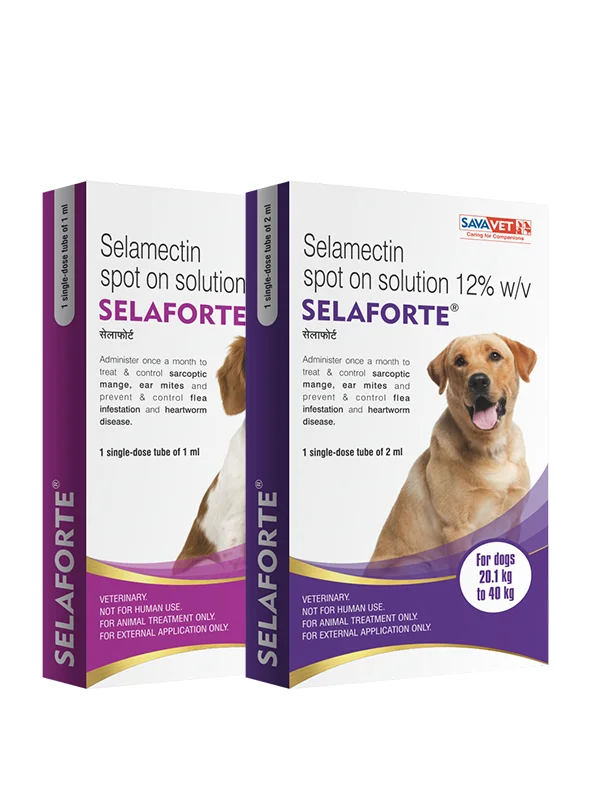 1 single-dose tube of 1 ml
SELAFORTE®
Selamectin
spot on solution
SELAFORTE
सेलाफोर्ट
Administer once a month to
treat & control sarcoptic
mange, ear mites and
prevent & control flea
infestation and heartworm
disease.
1 single-dose tube of 1 ml
VETERINARY.
NOT FOR HUMAN USE.
FOR ANIMAL TREATMENT ONLY.
FOR EXTERNAL APPLICATION ONLY.
1 single-dose tube of 2 ml
SELAFORTE®
SAVAVET
Caring for Companions
Selamectin
spot on solution 12% w/v
SELAFORTE®
सेलाफोर्ट
Administer once a month to
treat & control sarcoptic
mange, ear mites and
prevent & control flea
infestation and heartworm
disease.
1 single-dose tube of 2 ml
For dogs
20.1 kg
to 40 kg
VETERINARY.
NOT FOR HUMAN USE.
FOR ANIMAL TREATMENT ONLY.
FOR EXTERNAL APPLICATION ONLY.